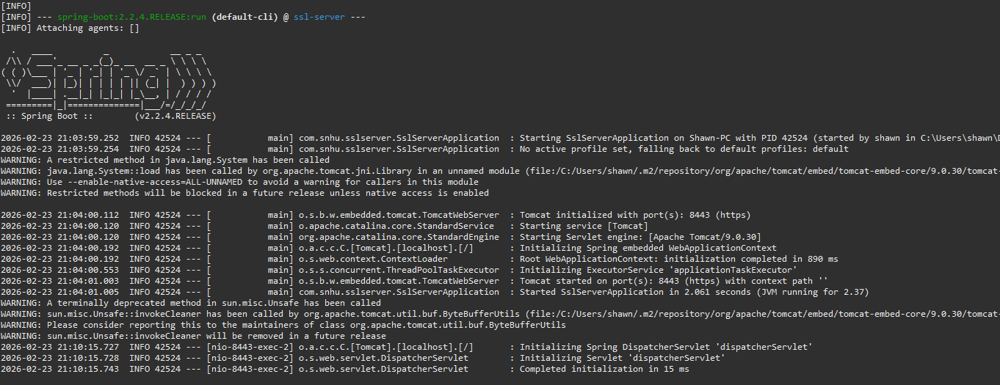 [INFO]
[INFO] --- spring-boot:2.2.4.RELEASE:run (default-cli) @ ssl-server ---
[INFO] Attaching agents: []
  .   ____          _            __ _ _
 /\\ / ___'_ __ _ _(_)_ __  __ _ \ \ \ \
( ( )\___ | '_ | '_| | '_ \/ _` | \ \ \ \
 \\/  ___)| |_)| | | | | || (_| |  ) ) ) )
  '  |____| .__|_| |_|_| |_\__, | / / / /
 =========|_|==============|___/=/_/_/_/
 :: Spring Boot ::        (v2.2.4.RELEASE)
2026-02-23 21:03:59.252  INFO 42524 --- [           main] com.snhu.sslserver.SslServerApplication  : Starting SslServerApplication on Shawn-PC with PID 42524 (started by shawn in C:\Users\shawn\D
2026-02-23 21:03:59.254  INFO 42524 --- [           main] com.snhu.sslserver.SslServerApplication  : No active profile set, falling back to default profiles: default
WARNING: A restricted method in java.lang.System has been called
WARNING: java.lang.System::load has been called by org.apache.tomcat.jni.Library in an unnamed module (file:/C:/Users/shawn/.m2/repository/org/apache/tomcat/embed/tomcat-embed-core/9.0.30/tomcat-
WARNING: Use --enable-native-access=ALL-UNNAMED to avoid a warning for callers in this module
WARNING: Restricted methods will be blocked in a future release unless native access is enabled
2026-02-23 21:04:00.112  INFO 42524 --- [           main] o.s.b.w.embedded.tomcat.TomcatWebServer  : Tomcat initialized with port(s): 8443 (https)
2026-02-23 21:04:00.120  INFO 42524 --- [           main] o.apache.catalina.core.StandardService   : Starting service [Tomcat]
2026-02-23 21:04:00.120  INFO 42524 --- [           main] org.apache.catalina.core.StandardEngine  : Starting Servlet engine: [Apache Tomcat/9.0.30]
2026-02-23 21:04:00.192  INFO 42524 --- [           main] o.a.c.c.C.[Tomcat].[localhost].[/]       : Initializing Spring embedded WebApplicationContext
2026-02-23 21:04:00.192  INFO 42524 --- [           main] o.s.web.context.ContextLoader            : Root WebApplicationContext: initialization completed in 890 ms
2026-02-23 21:04:00.553  INFO 42524 --- [           main] o.s.s.concurrent.ThreadPoolTaskExecutor  : Initializing ExecutorService 'applicationTaskExecutor'
2026-02-23 21:04:01.003  INFO 42524 --- [           main] o.s.b.w.embedded.tomcat.TomcatWebServer  : Tomcat started on port(s): 8443 (https) with context path ''
2026-02-23 21:04:01.005  INFO 42524 --- [           main] com.snhu.sslserver.SslServerApplication  : Started SslServerApplication in 2.061 seconds (JVM running for 2.37)
WARNING: A terminally deprecated method in sun.misc.Unsafe has been called
WARNING: sun.misc.Unsafe::invokeCleaner has been called by org.apache.tomcat.util.buf.ByteBufferUtils (file:/C:/Users/shawn/.m2/repository/org/apache/tomcat/embed/tomcat-embed-core/9.0.30/tomcat-
WARNING: Please consider reporting this to the maintainers of class org.apache.tomcat.util.buf.ByteBufferUtils
WARNING: sun.misc.Unsafe::invokeCleaner will be removed in a future release
2026-02-23 21:10:15.727  INFO 42524 --- [nio-8443-exec-2] o.a.c.c.C.[Tomcat].[localhost].[/]       : Initializing Spring DispatcherServlet 'dispatcherServlet'
2026-02-23 21:10:15.728  INFO 42524 --- [nio-8443-exec-2] o.s.web.servlet.DispatcherServlet        : Initializing Servlet 'dispatcherServlet'
2026-02-23 21:10:15.743  INFO 42524 --- [nio-8443-exec-2] o.s.web.servlet.DispatcherServlet        : Completed initialization in 15 ms